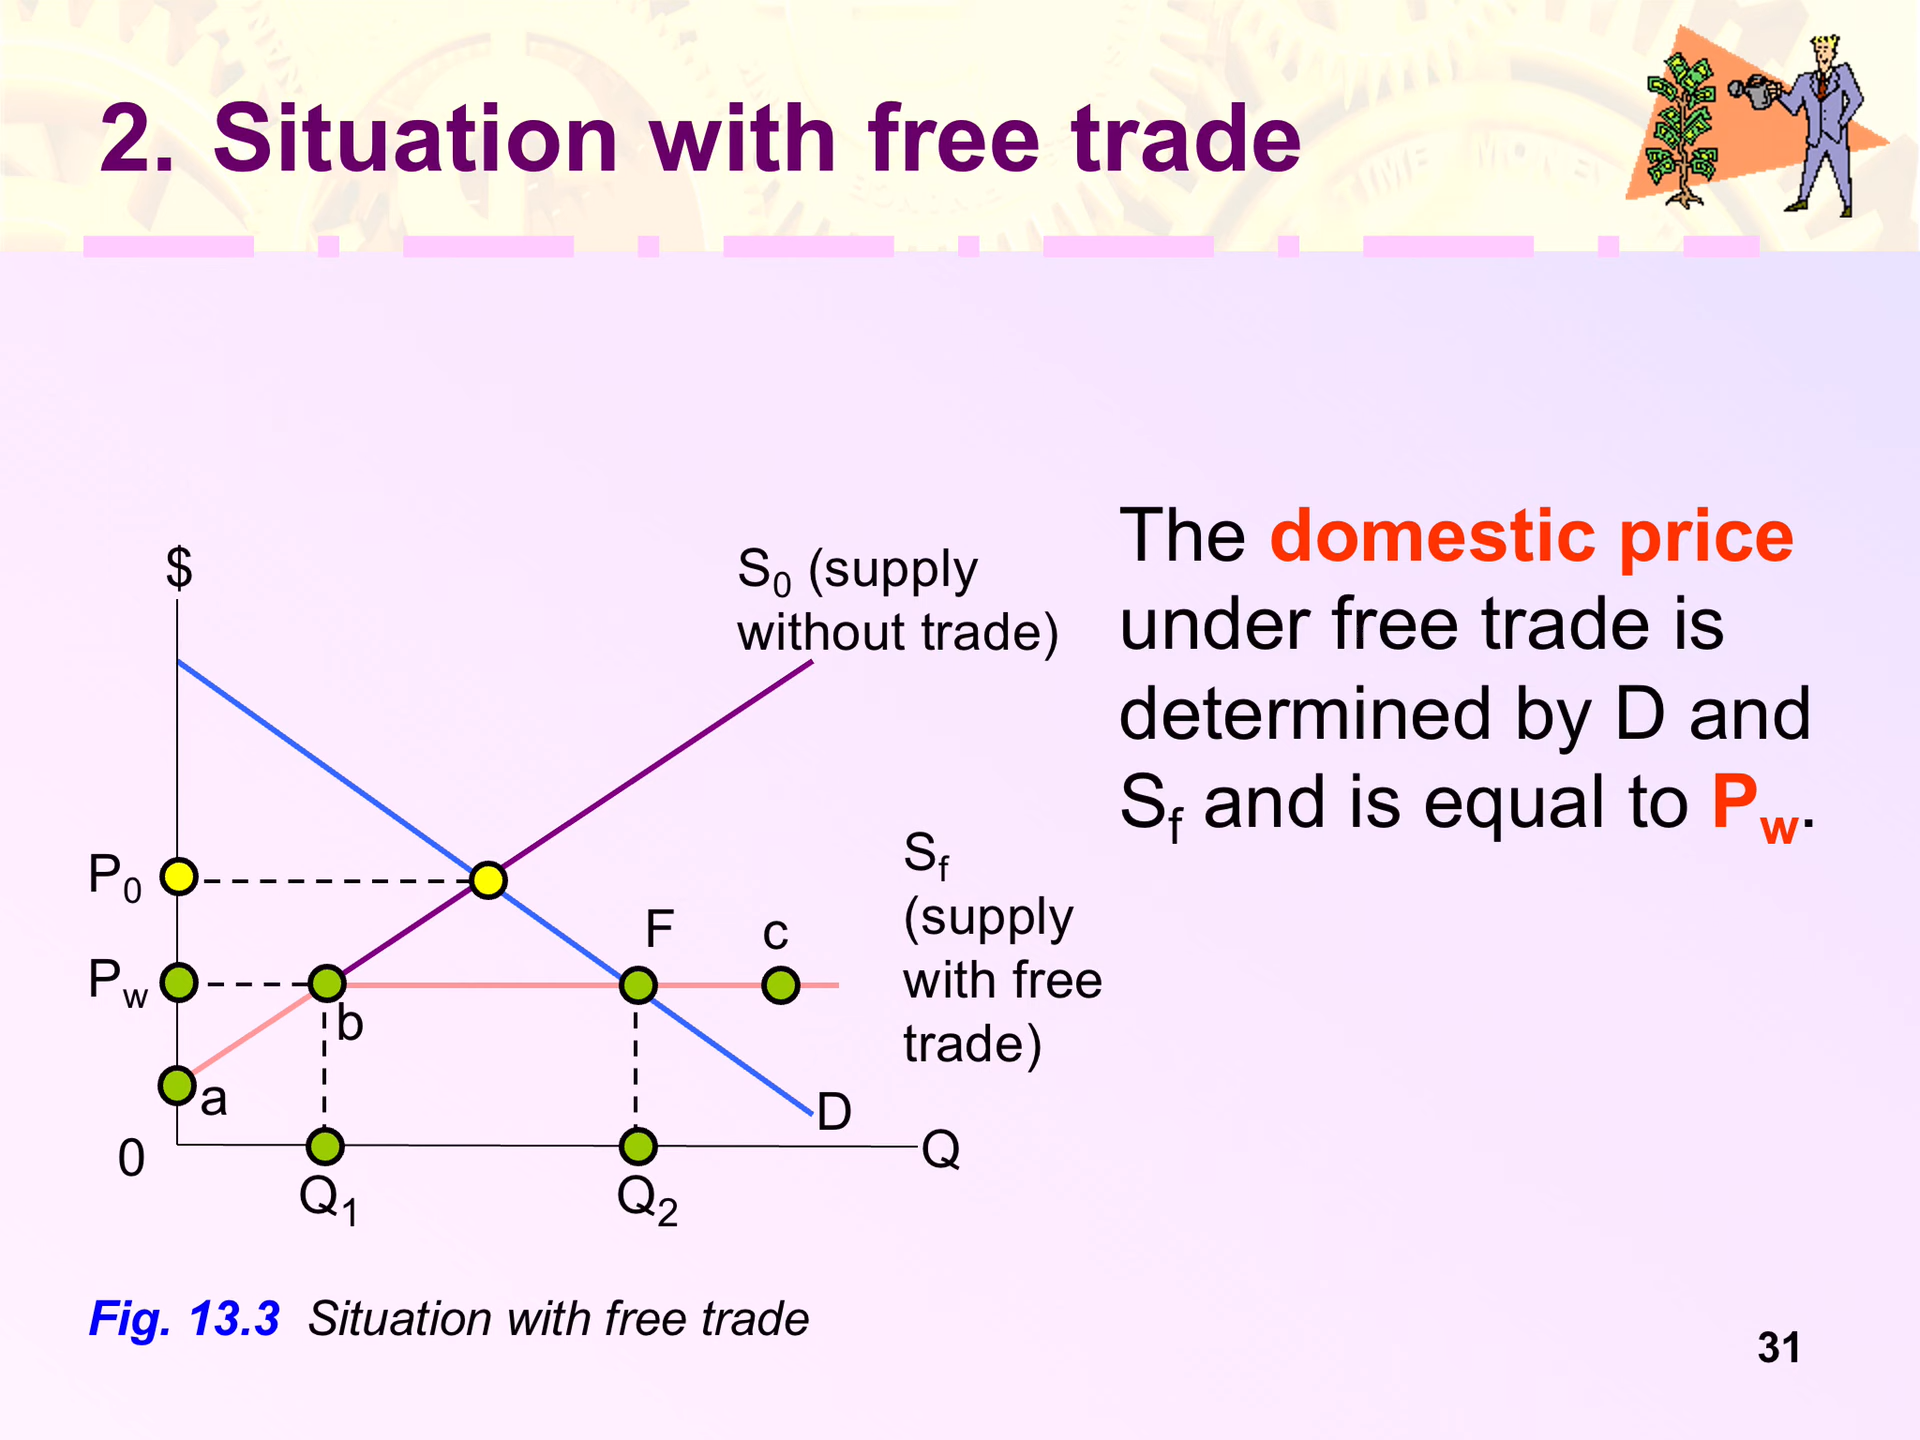 2. Situation with free trade
The domestic price
under free trade is
determined by D and
Sf and is equal to Pw.
$
S0 (supply
without trade)
Sf
(supply
with free
trade)
P0
F
c
Pw
b
a
D
0
Q
Q1
Q2
Fig. 13.3 Situation with free trade
31
TIME MONEY